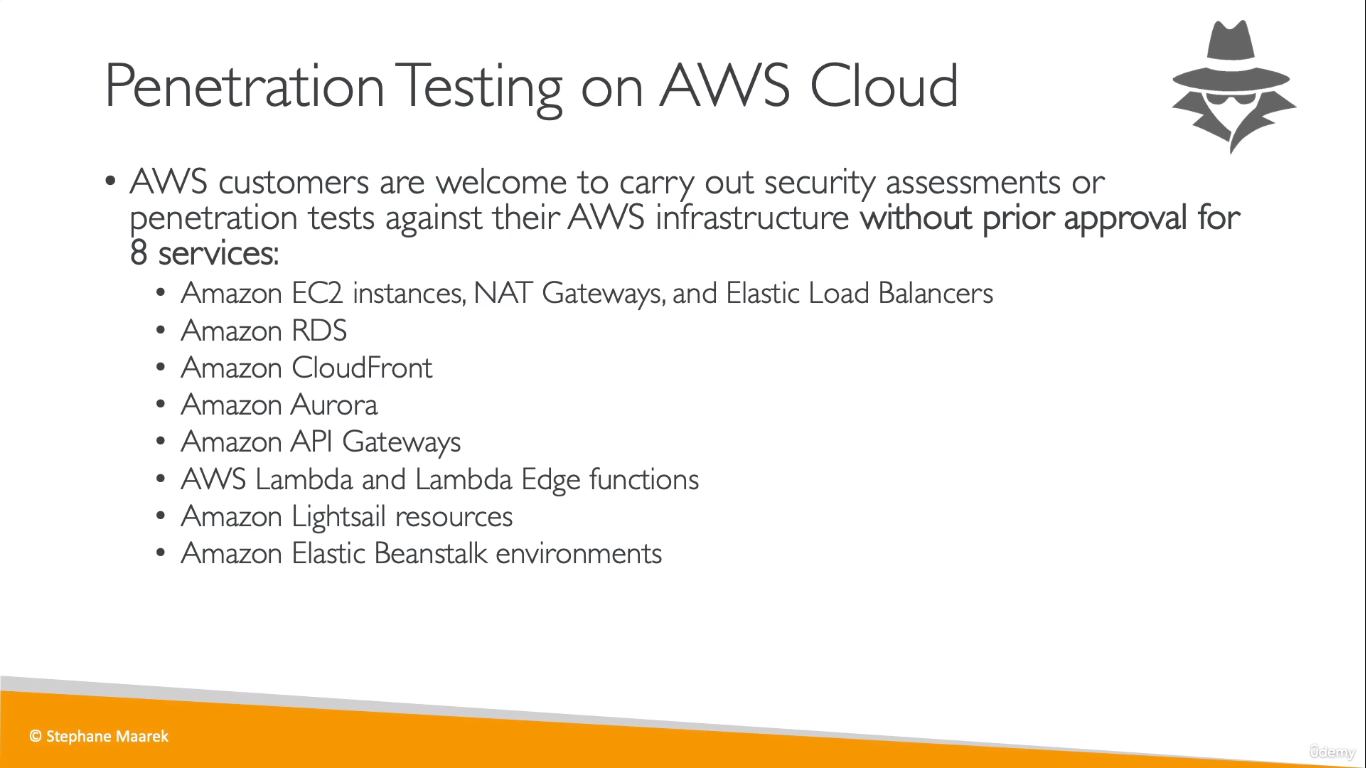 Penetration Testing on AWS Cloud
• AWS customers are welcome to carry out security assessments or
penetration tests against their AWS infrastructure without prior approval for
8 services:
• Amazon EC2 instances, NAT Gateways, and Elastic Load Balancers
• Amazon RDS
• Amazon CloudFront
• Amazon Aurora
• Amazon API Gateways
• AWS Lambda and Lambda Edge functions
• Amazon Lightsail resources
• Amazon Elastic Beanstalk environments
© Stephane Maarek
ûdemy